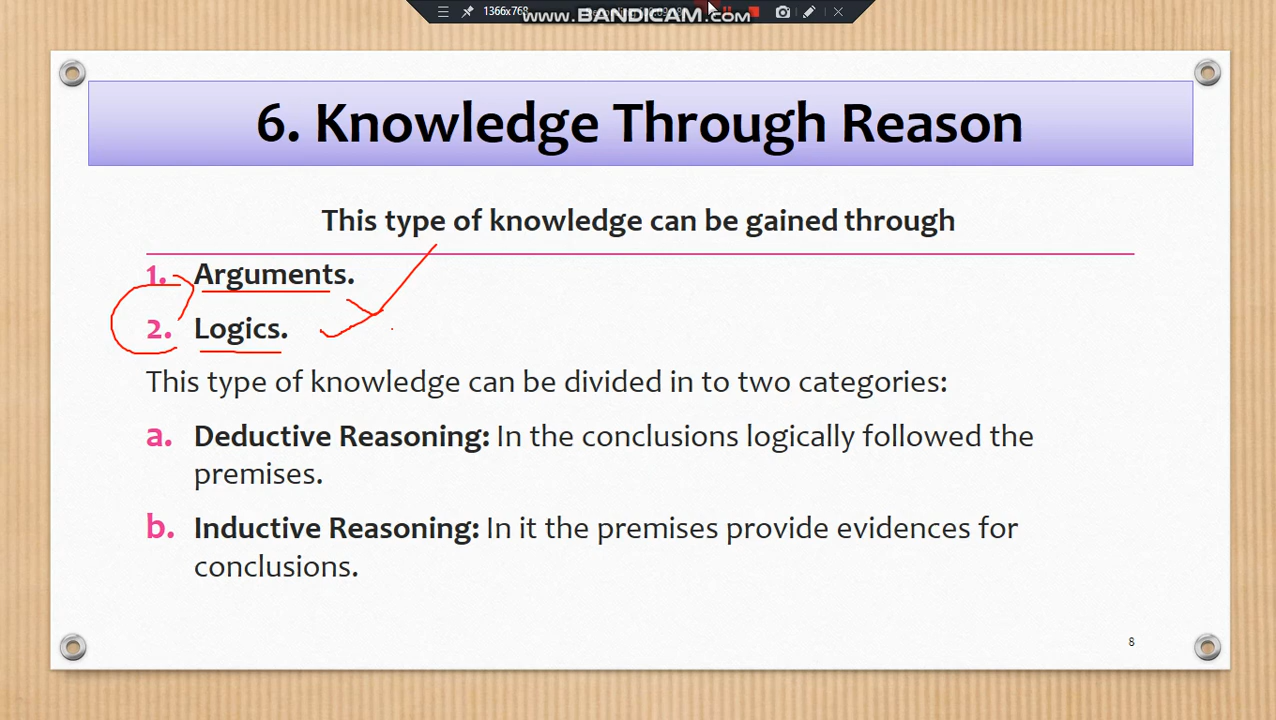 1366x768
www.BANDICAM.com
6. Knowledge Through Reason
This type of knowledge can be gained through
1. Arguments.
2. Logics.
This type of knowledge can be divided in to two categories:
a. Deductive Reasoning: In the conclusions logically followed the
premises.
b. Inductive Reasoning: In it the premises provide evidences for
conclusions.
8